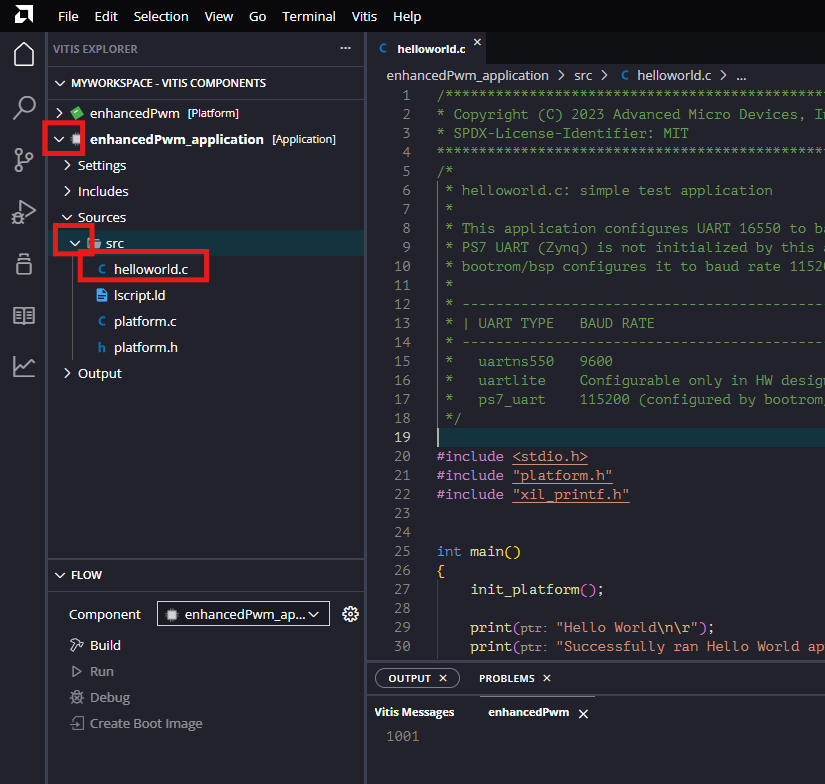 File Edit Selection View Go Terminal Vitis Help
VITIS EXPLORER ...
MYWORKSPACE - VITIS COMPONENTS
enhancedPwm [Platform]
enhancedPwm_application [Application]
Settings
Includes
Sources
src
C helloworld.c
lscript.ld
C platform.c
h platform.h
Output
FLOW
Component enhancedPwm_ap...
Build
Run
Debug
Create Boot Image
C helloworld.c ×
enhancedPwm_application > src > C helloworld.c > ...
1 /*********************************************
2 * Copyright (C) 2023 Advanced Micro Devices,
3 * SPDX-License-Identifier: MIT
4 **********************************************
5 /*
6 * helloworld.c: simple test application
7 *
8 * This application configures UART 16550 to
9 * PS7 UART (Zynq) is not initialized by this
10 * bootrom/bsp configures it to baud rate
11 *
12 * -------------------------------------------
13 * | UART TYPE   BAUD RATE
14 * -------------------------------------------
15 *   uartns550   9600
16 *   uartlite    Configurable only in HW
17 *   ps7_uart    115200 (configured by
18 */
19
20 #include <stdio.h>
21 #include "platform.h"
22 #include "xil_printf.h"
23
24
25 int main()
26 {
27     init_platform();
28
29     print(ptr: "Hello World\n\r");
30     print(ptr: "Successfully ran Hello World
OUTPUT × PROBLEMS ×
Vitis Messages enhancedPwm ×
1001